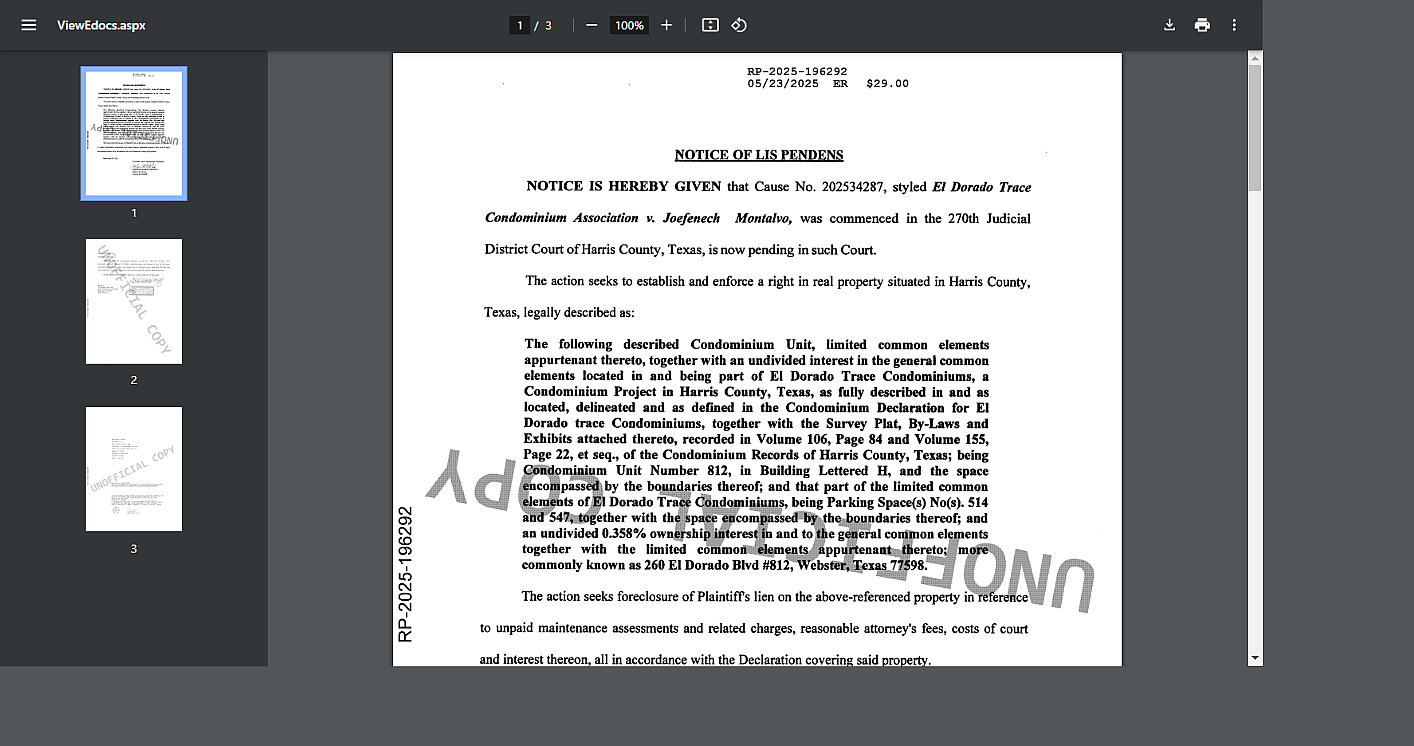 ViewEdocs.aspx
1 / 3
100%
1
2
3
RP-2025-196292
05/23/2025 ER $29.00
NOTICE OF LIS PENDENS
NOTICE IS HEREBY GIVEN that Cause No. 202534287, styled El Dorado Trace
Condominium Association v. Joefenech Montalvo, was commenced in the 270th Judicial
District Court of Harris County, Texas, is now pending in such Court.
The action seeks to establish and enforce a right in real property situated in Harris County,
Texas, legally described as:
The following described Condominium Unit, limited common elements
appurtenant thereto, together with an undivided interest in the general common
elements located in and being part of El Dorado Trace Condominiums, a
Condominium Project in Harris County, Texas, as fully described in and as
located, delineated and as defined in the Condominium Declaration for El
Dorado trace Condominiums, together with the Survey Plat, By-Laws and
Exhibits attached thereto, recorded in Volume 106, Page 84 and Volume 155,
Page 22, et seq., of the Condominium Records of Harris County, Texas; being
Condominium Unit Number 812, in Building Lettered H, and the space
encompassed by the boundaries thereof; and that part of the limited common
elements of El Dorado Trace Condominiums, being Parking Space(s) No(s). 514
and 547, together with the space encompassed by the boundaries thereof; and
an undivided 0.358% ownership interest in and to the general common elements
together with the limited common elements appurtenant thereto; more
commonly known as 260 El Dorado Blvd #812, Webster, Texas 77598.
The action seeks foreclosure of Plaintiff's lien on the above-referenced property in reference
to unpaid maintenance assessments and related charges, reasonable attorney's fees, costs of court
and interest thereon, all in accordance with the Declaration covering said property.
RP-2025-196292
UNOFFICIAL COPY
UNOFFICIAL COPY
UNOFFICIAL COPY
UNOFFICIAL COPY